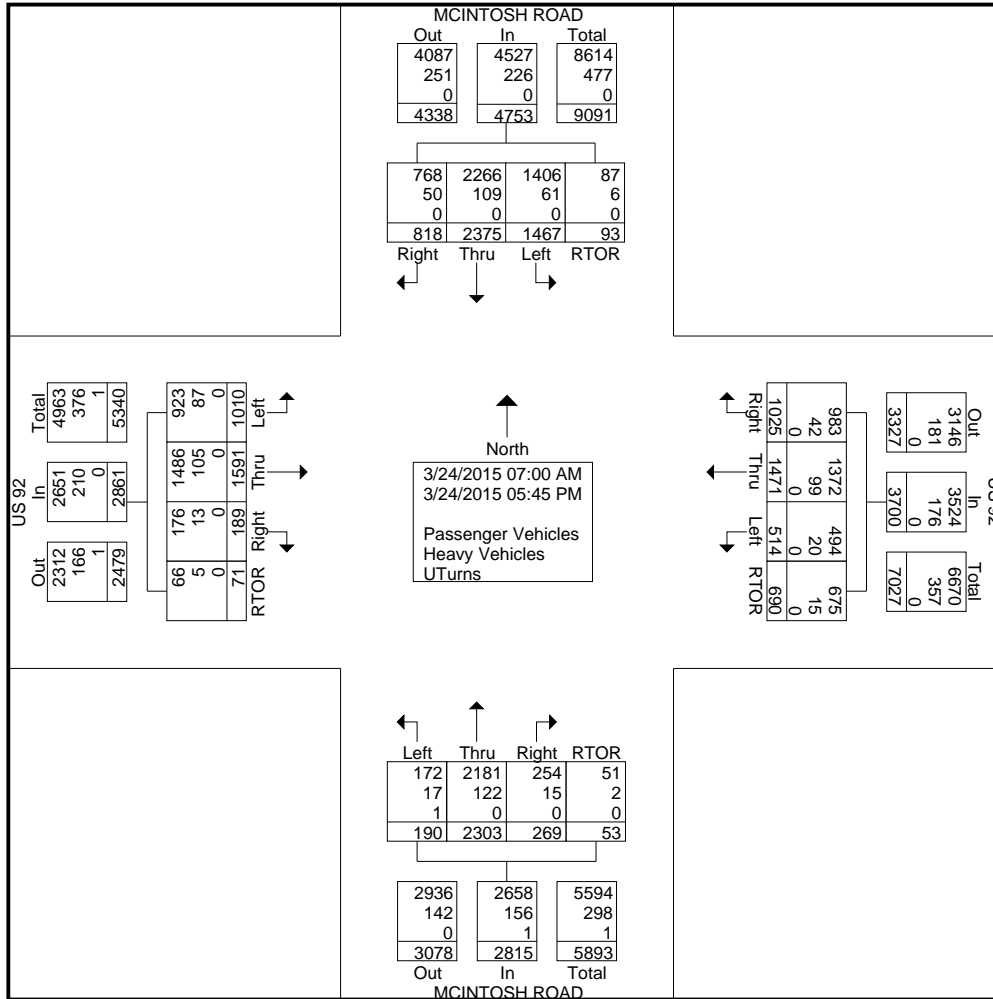 MCINTOSH ROAD
Out In Total
4087 4527 8614
251 226 477
0 0 0
4338 4753 9091
768 2266 1406 87
50 109 61 6
0 0 0 0
818 2375 1467 93
Right Thru Left RTOR
US 92
Total In Out
4963 2651 2312
376 210 166
1 0 1
5340 2861 2479
923 1486 176 66
87 105 13 5
0 0 0 0
1010 1591 189 71
Left Thru Right RTOR
North
3/24/2015 07:00 AM
3/24/2015 05:45 PM
Passenger Vehicles
Heavy Vehicles
UTurns
Right Thru Left RTOR
983 1372 494 675
42 99 20 15
0 0 0 0
1025 1471 514 690
Out In Total
3146 3524 6670
181 176 357
0 0 0
3327 3700 7027
Left Thru Right RTOR
172 2181 254 51
17 122 15 2
1 0 0 0
190 2303 269 53
2936 2658 5594
142 156 298
0 1 1
3078 2815 5893
Out In Total
MCINTOSH ROAD